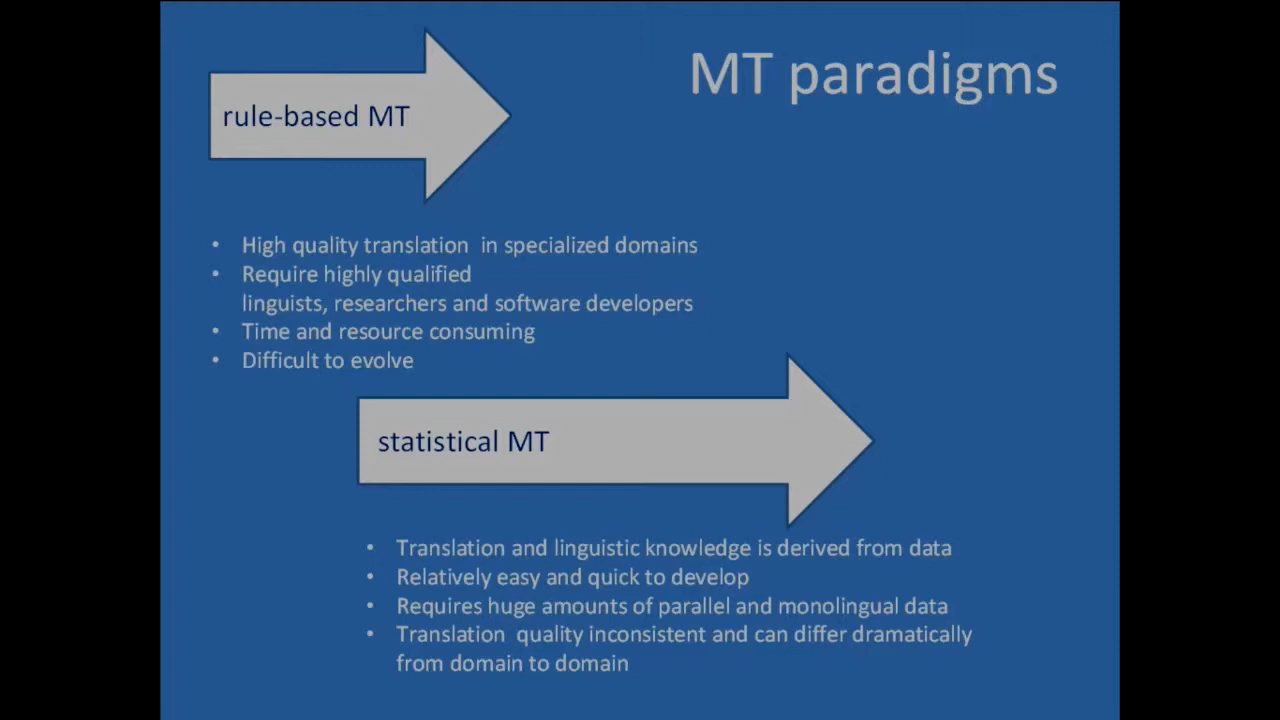 MT paradigms
rule-based MT
• High quality translation  in specialized domains
• Require highly qualified
linguists, researchers and software developers
• Time and resource consuming
• Difficult to evolve
statistical MT
• Translation and linguistic knowledge is derived from data
• Relatively easy and quick to develop
• Requires huge amounts of parallel and monolingual data
• Translation  quality inconsistent and can differ dramatically
from domain to domain